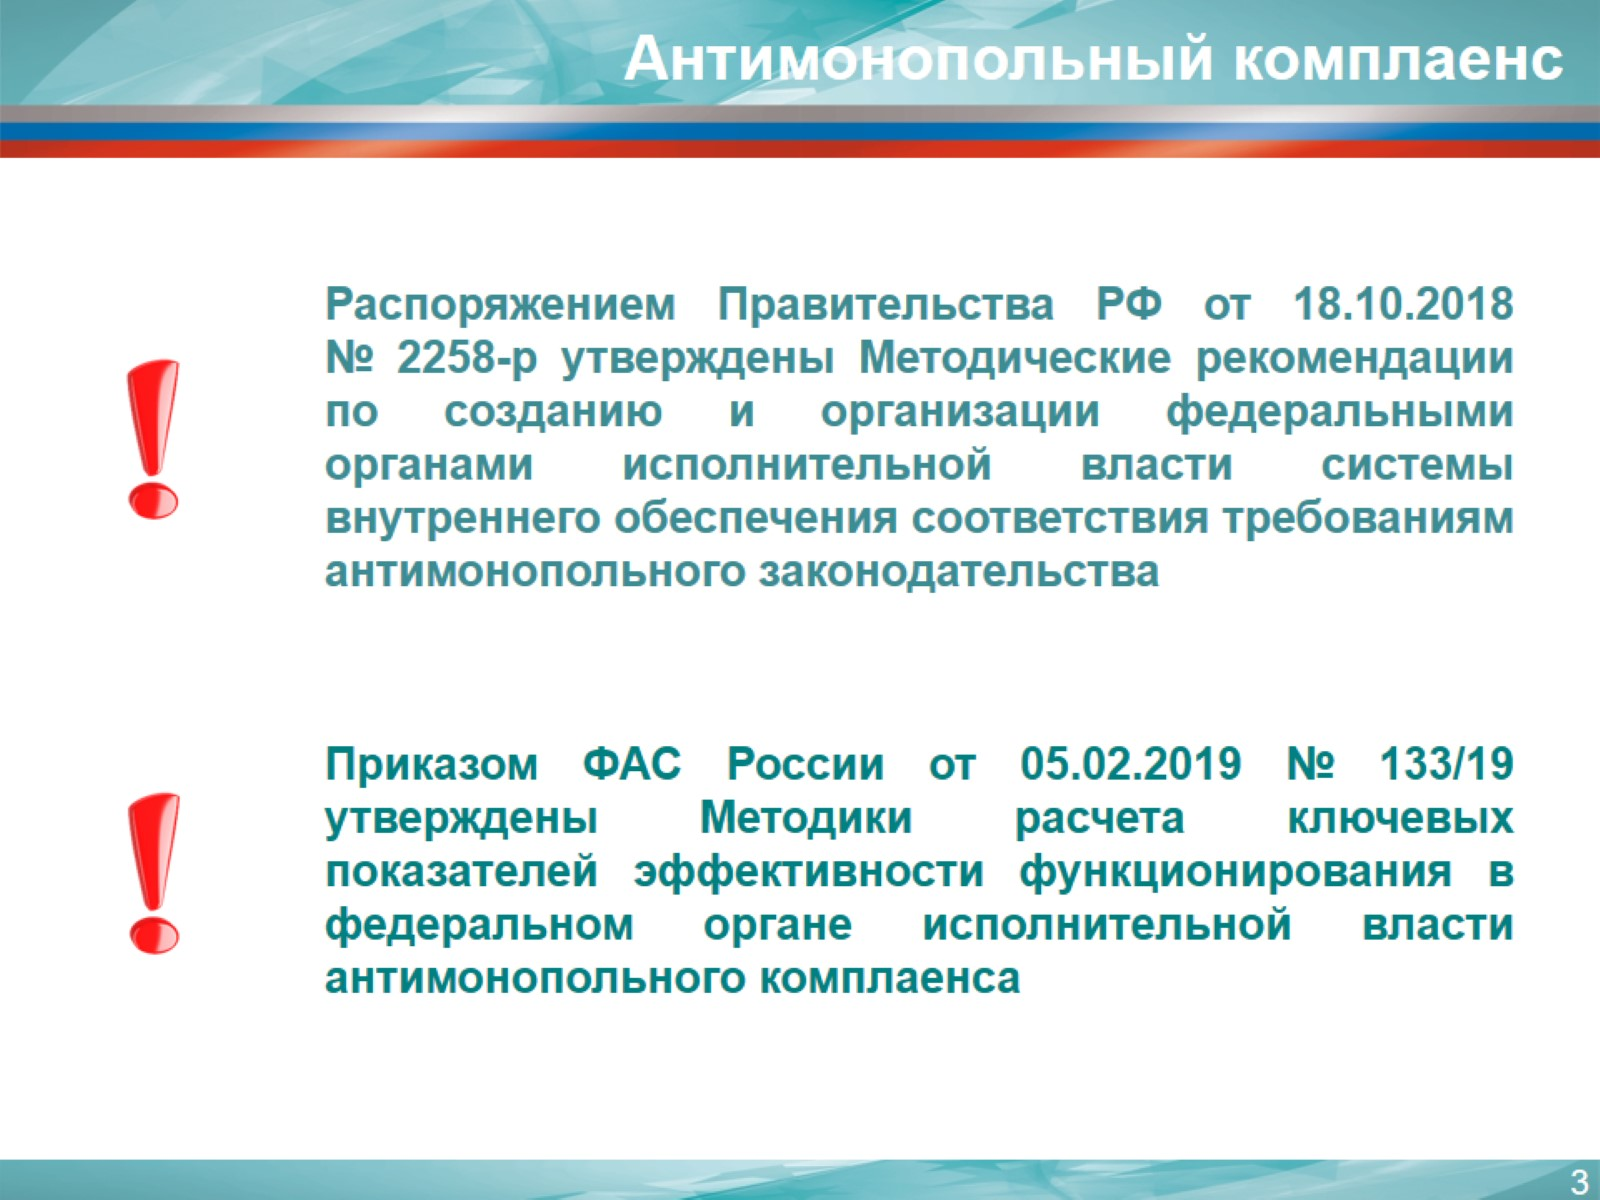 Антимонопольный комплаенс
Распоряжением Правительства РФ от 18.10.2018
№ 2258-р утверждены Методические рекомендации
по созданию и организации федеральными
органами исполнительной власти системы
внутреннего обеспечения соответствия требованиям
антимонопольного законодательства
Приказом ФАС России от 05.02.2019 № 133/19
утверждены Методики расчета ключевых
показателей эффективности функционирования в
федеральном органе исполнительной власти
антимонопольного комплаенса
3